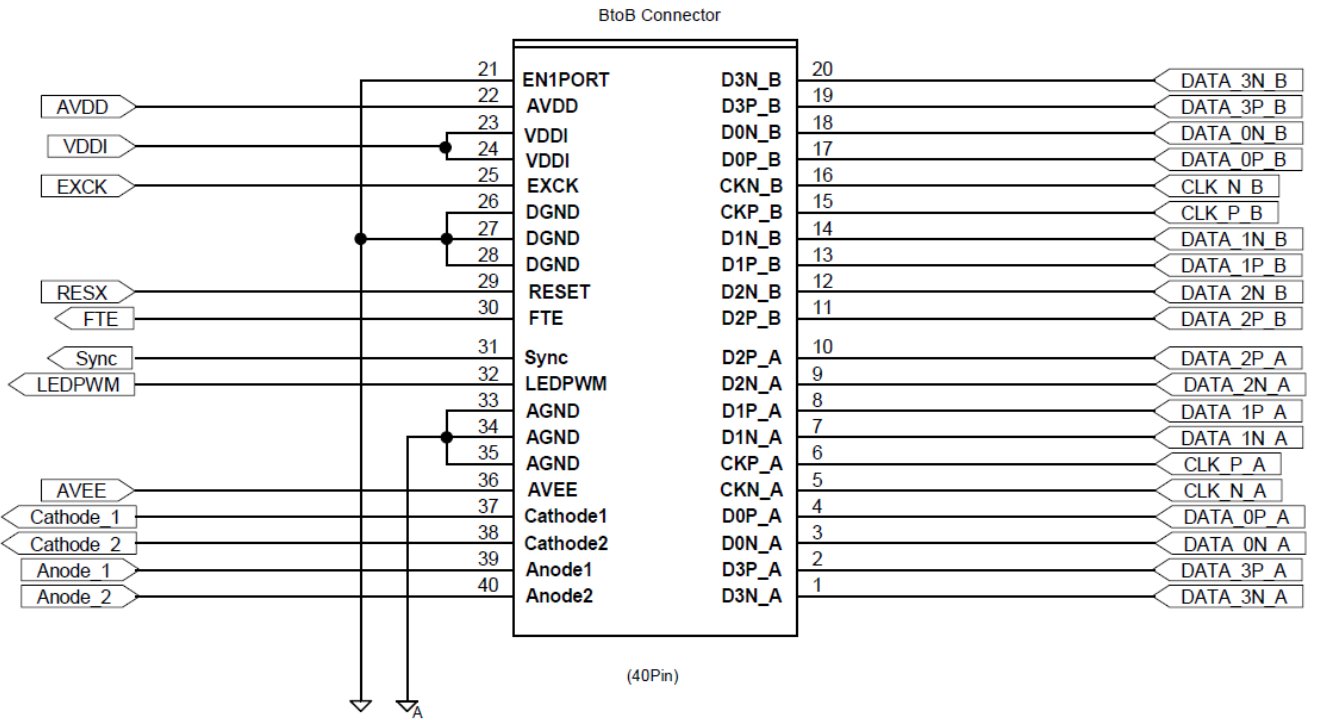 BtoB Connector
21 EN1PORT D3N_B 20 DATA_3N_B
AVDD 22 AVDD D3P_B 19 DATA_3P_B
23 VDDI D0N_B 18 DATA_0N_B
VDDI 24 VDDI D0P_B 17 DATA_0P_B
EXCK 25 EXCK CKN_B 16 CLK_N_B
26 DGND CKP_B 15 CLK_P_B
27 DGND D1N_B 14 DATA_1N_B
28 DGND D1P_B 13 DATA_1P_B
RESX 29 RESET D2N_B 12 DATA_2N_B
FTE 30 FTE D2P_B 11 DATA_2P_B
Sync 31 Sync D2P_A 10 DATA_2P_A
LEDPWM 32 LEDPWM D2N_A 9 DATA_2N_A
33 AGND D1P_A 8 DATA_1P_A
34 AGND D1N_A 7 DATA_1N_A
35 AGND CKP_A 6 CLK_P_A
AVEE 36 AVEE CKN_A 5 CLK_N_A
Cathode_1 37 Cathode1 D0P_A 4 DATA_0P_A
Cathode_2 38 Cathode2 D0N_A 3 DATA_0N_A
Anode_1 39 Anode1 D3P_A 2 DATA_3P_A
Anode_2 40 Anode2 D3N_A 1 DATA_3N_A
(40Pin)
A